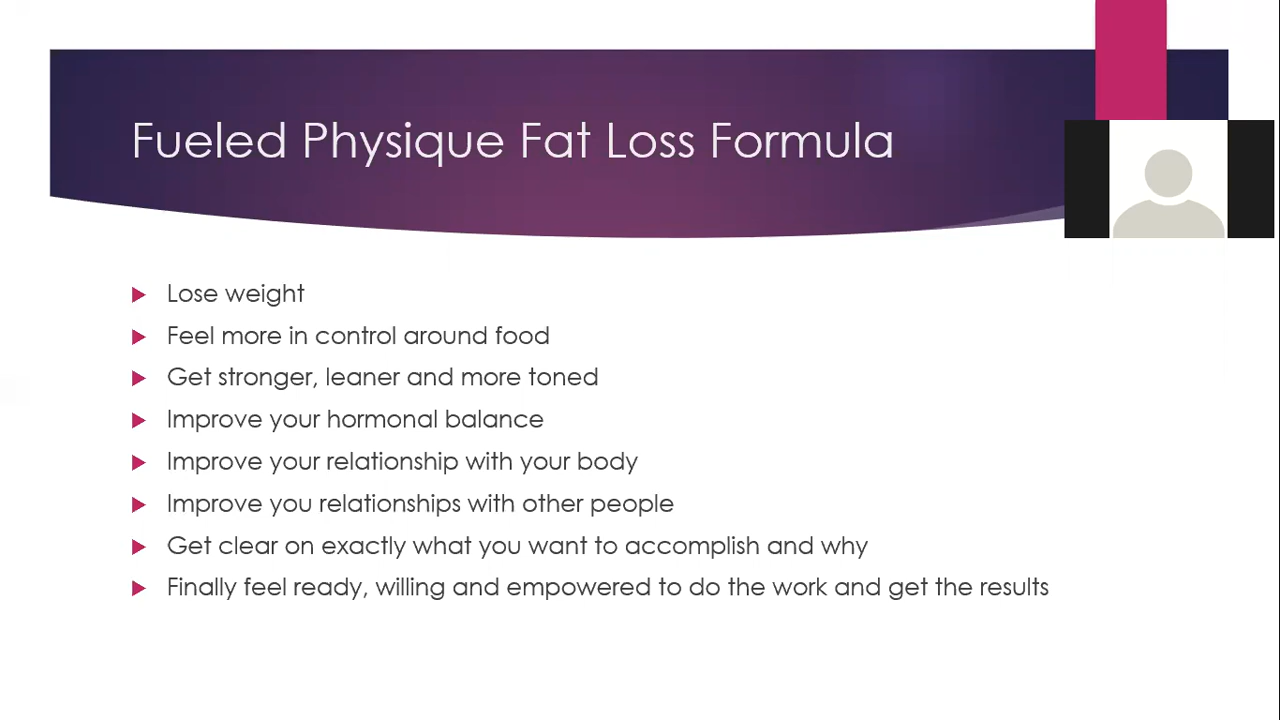 Fueled Physique Fat Loss Formula
Lose weight
Feel more in control around food
Get stronger, leaner and more toned
Improve your hormonal balance
Improve your relationship with your body
Improve you relationships with other people
Get clear on exactly what you want to accomplish and why
Finally feel ready, willing and empowered to do the work and get the results